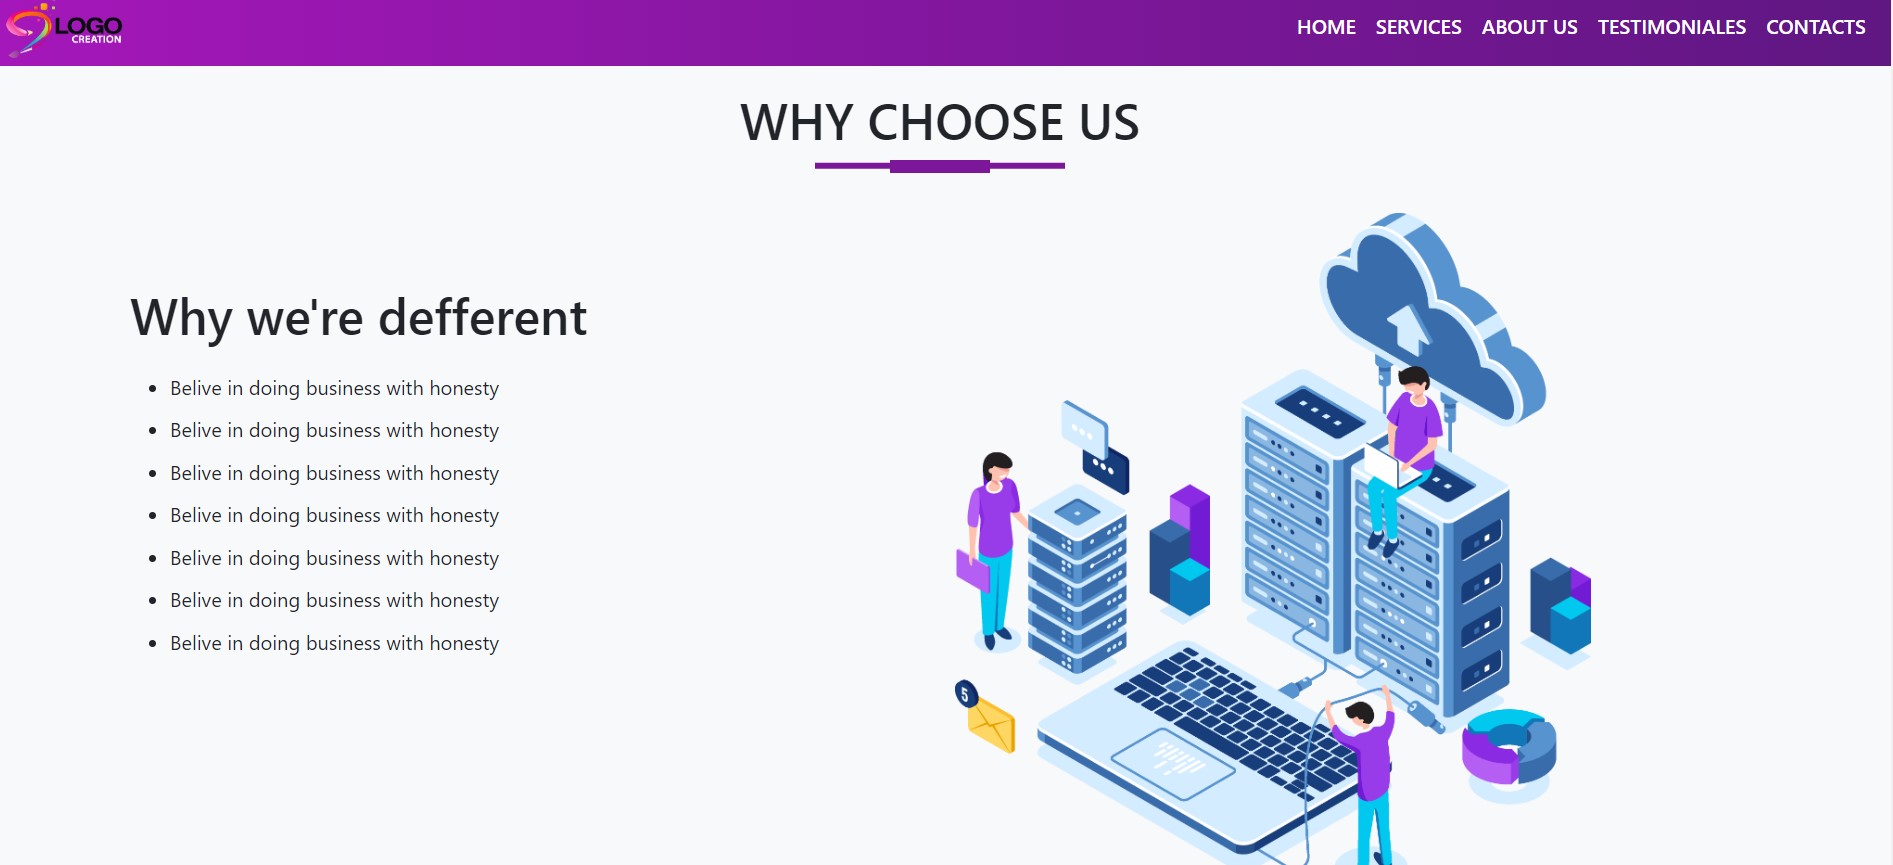 LOGO
CREATION
HOME SERVICES ABOUT US TESTIMONIALES CONTACTS
WHY CHOOSE US
Why we're defferent
Belive in doing business with honesty
Belive in doing business with honesty
Belive in doing business with honesty
Belive in doing business with honesty
Belive in doing business with honesty
Belive in doing business with honesty
Belive in doing business with honesty
5